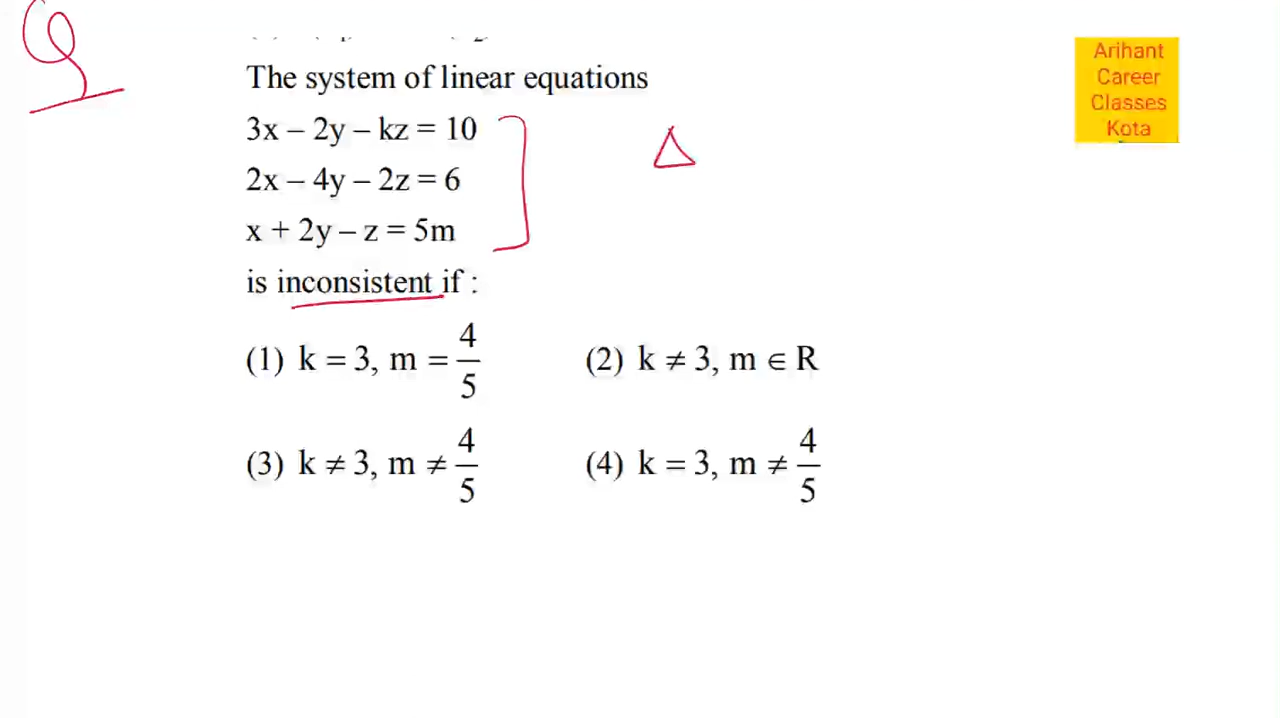 Q
Arihant
Career
Classes
Kota
The system of linear equations
3x – 2y – kz = 10
2x – 4y – 2z = 6
x + 2y – z = 5m
is inconsistent if :
(1) k = 3, m = 4/5 (2) k ≠ 3, m ∈ R
(3) k ≠ 3, m ≠ 4/5 (4) k = 3, m ≠ 4/5
Δ